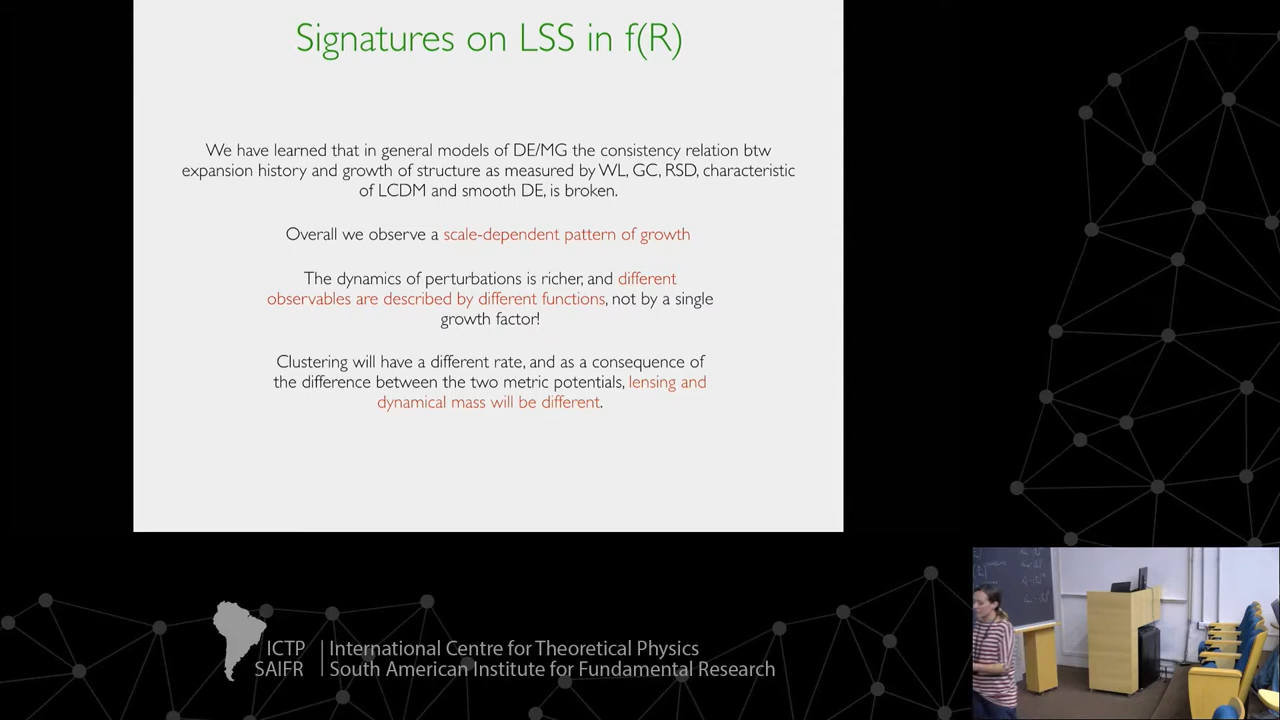 Signatures on LSS in f(R)
We have learned that in general models of DE/MG the consistency relation btw
expansion history and growth of structure as measured by WL, GC, RSD, characteristic
of LCDM and smooth DE, is broken.
Overall we observe a scale-dependent pattern of growth
The dynamics of perturbations is richer, and different
observables are described by different functions, not by a single
growth factor!
Clustering will have a different rate, and as a consequence of
the difference between the two metric potentials, lensing and
dynamical mass will be different.
ICTP
SAIFR
International Centre for Theoretical Physics
South American Institute for Fundamental Research